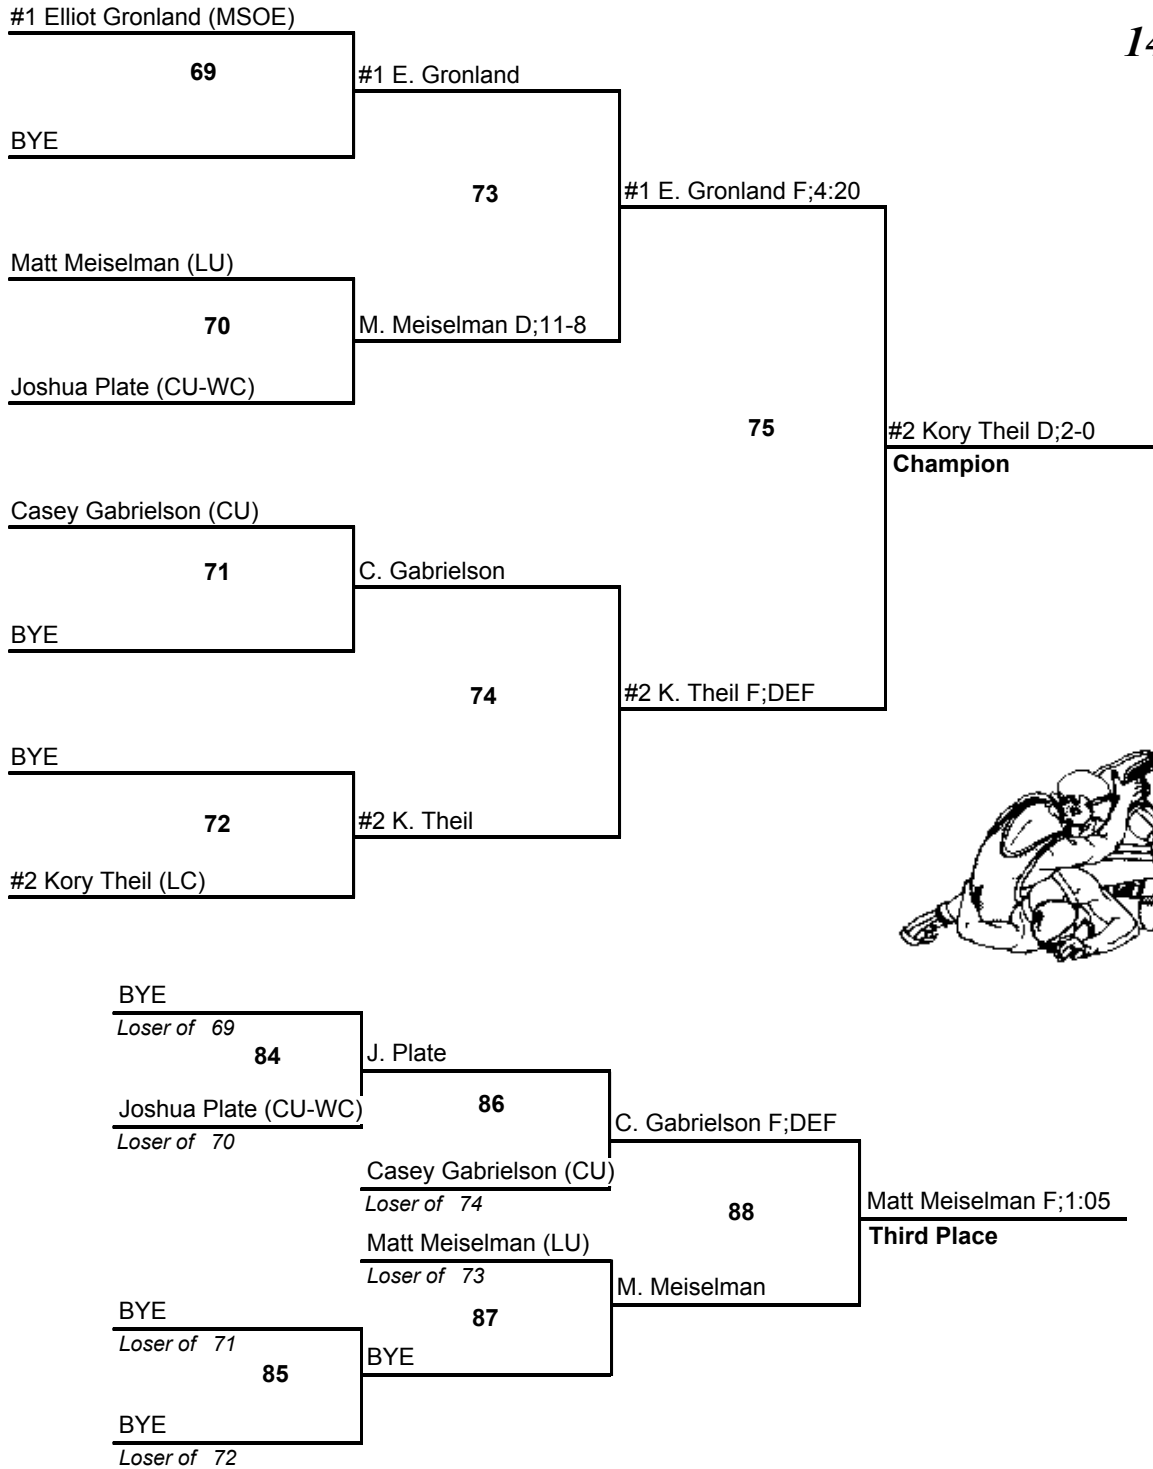 #1 Elliot Gronland (MSOE)
14
69
#1 E. Gronland
BYE
73
#1 E. Gronland F;4:20
Matt Meiselman (LU)
70
M. Meiselman D;11-8
Joshua Plate (CU-WC)
75
#2 Kory Theil D;2-0
Champion
Casey Gabrielson (CU)
71
C. Gabrielson
BYE
74
#2 K. Theil F;DEF
BYE
72
#2 K. Theil
#2 Kory Theil (LC)
BYE
Loser of 69
84
J. Plate
Joshua Plate (CU-WC)
Loser of 70
86
C. Gabrielson F;DEF
Casey Gabrielson (CU)
Loser of 74
88
Matt Meiselman F;1:05
Third Place
Matt Meiselman (LU)
Loser of 73
M. Meiselman
BYE
Loser of 71
87
85
BYE
BYE
Loser of 72